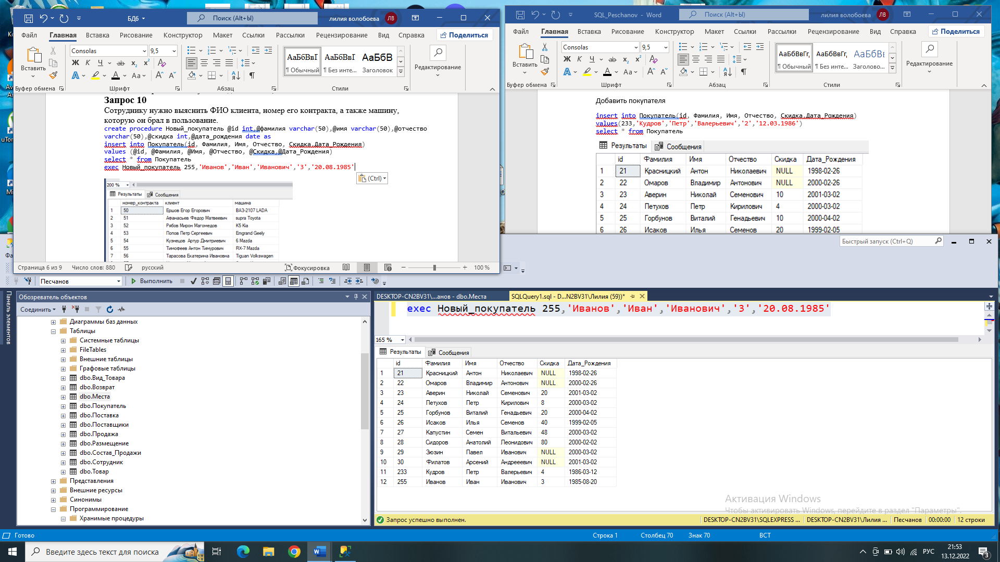 БД6
Поиск (Alt+Ы)
лилия волобоева
ЛВ
Файл
Главная
Вставка
Рисование
Конструктор
Макет
Ссылки
Рассылки
Рецензирование
Вид
Справка
Поделиться
Вставить
Consolas
9,5
Ж К Ч ab x₂ x²
Aa
АаБбВвГ
¶ Обычный
АаБбВвГ
¶ Без инте...
АаБбВ
Заголовок
Редактирование
Буфер обмена
Шрифт
Абзац
Стили
Запрос 10
Сотруднику нужно выяснить ФИО клиента, номер его контракта, а также машину,
которую он брал в пользование.
create procedure Новый_покупатель @id int,@фамилия varchar(50),@имя varchar(50),@отчество
varchar(50),@скидка int,@дата_рождения date as
insert into Покупатель(id, Фамилия, Имя, Отчество, Скидка,Дата_Рождения)
values (@id, @Фамилия, @Имя, @Отчество, @Скидка,@Дата_Рождения)
select * from Покупатель
exec Новый_покупатель 255,'Иванов','Иван','Иванович','3','20.08.1985'
(Ctrl)
200 %
Результаты
Сообщения
номер_контракта клиент машина
1 50 Ершов Егор Егорович ВАЗ-2107 LADA
2 51 Афанасьев Федор Матвеевич supra Toyota
3 52 Рябов Мирон Магомедов K5 Kia
4 53 Попов Петр Сергеевич Emgrand Geely
5 54 Кузнецов Артур Дмитриевич 6 Mazda
6 55 Тимофеев Антон Тимурович RX-7 Mazda
7 56 Тарасова Екатерина Ивановна Tiguan Volkswagen
Страница 6 из 9
Число слов: 880
русский
Фокусировка
100 %
SQL_Peschanov - Word
Поиск (Alt+Ы)
лилия волобоева
ЛВ
Файл
Главная
Вставка
Рисование
Конструктор
Макет
Ссылки
Рассылки
Рецензирование
Вид
Справка
Поделиться
Вставить
Consolas
9,5
Ж К Ч ab x₂ x²
Aa
АаБбВвГг,
¶ Обычный
АаБбВвГг,
¶ Без инте...
АаБбВ
Заголово...
Редактирование
Буфер обмена
Шрифт
Абзац
Стили
Добавить покупателя
insert into Покупатель(id, Фамилия, Имя, Отчество, Скидка,Дата_Рождения)
values(233,'Кудров','Петр','Валерьевич','2','12.03.1986')
select * from Покупатель
Результаты
Сообщения
id Фамилия Имя Отчество Скидка Дата_Рождения
1 21 Красницкий Антон Николаевич NULL 1998-02-26
2 22 Омаров Владимир Антонович NULL 2000-02-26
3 23 Аверин Николай Семенович 10 2001-03-02
4 24 Петухов Петр Кирилович 4 2000-03-02
5 25 Горбунов Виталий Генадьевич 10 2000-04-02
6 26 Исаков Илья Семенов 20 1999-02-05
Быстрый запуск (Ctrl+Q)
Песчанов
Выполнить
Панель элементов
Обозреватель объектов
Соединить
Диаграммы баз данных
Таблицы
Системные таблицы
FileTables
Внешние таблицы
Графовые таблицы
dbo.Вид_Товара
dbo.Возврат
dbo.Места
dbo.Покупатель
dbo.Поставка
dbo.Поставщики
dbo.Продажа
dbo.Размещение
dbo.Состав_Продажи
dbo.Сотрудник
dbo.Товар
Представления
Внешние ресурсы
Синонимы
Программирование
Хранимые процедуры
DESKTOP-CN2BV31\...анов - dbo.Места
SQLQuery1.sql - D...N2BV31\Лилия (59))*
exec Новый_покупатель 255,'Иванов','Иван','Иванович','3','20.08.1985'
165 %
Результаты
Сообщения
id Фамилия Имя Отчество Скидка Дата_Рождения
1 21 Красницкий Антон Николаевич NULL 1998-02-26
2 22 Омаров Владимир Антонович NULL 2000-02-26
3 23 Аверин Николай Семенович 20 2001-03-02
4 24 Петухов Петр Кирилович 8 2000-03-02
5 25 Горбунов Виталий Генадьевич 20 2000-04-02
6 26 Исаков Илья Семенов 40 1999-02-05
7 27 Капустин Семен Витальевич 48 2000-03-02
8 28 Сидоров Анатолий Леонидович 80 2000-02-02
9 29 Зюзин Павел Иванович NULL 2000-03-02
10 30 Филатов Арсений Андреевич NULL 2001-03-02
11 233 Кудров Петр Валерьевич 4 1986-03-12
12 255 Иванов Иван Иванович 3 1985-08-20
Активация Windows
Чтобы активировать Windows, перейдите в раздел "Параметры".
Запрос успешно выполнен.
DESKTOP-CN2BV31\SQLEXPRESS ...
DESKTOP-CN2BV31\Лилия ...
Песчанов
00:00:00
12 строки
Готово
Строка 1
Столбец 70
Знак 70
ВСТ
Введите здесь текст для поиска
РУС
21:53
13.12.2022
3